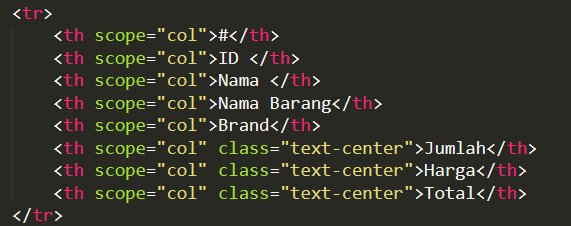 <tr>
<th scope="col">#</th>
<th scope="col">ID </th>
<th scope="col">Nama </th>
<th scope="col">Nama Barang</th>
<th scope="col">Brand</th>
<th scope="col" class="text-center">Jumlah</th>
<th scope="col" class="text-center">Harga</th>
<th scope="col" class="text-center">Total</th>
</tr>